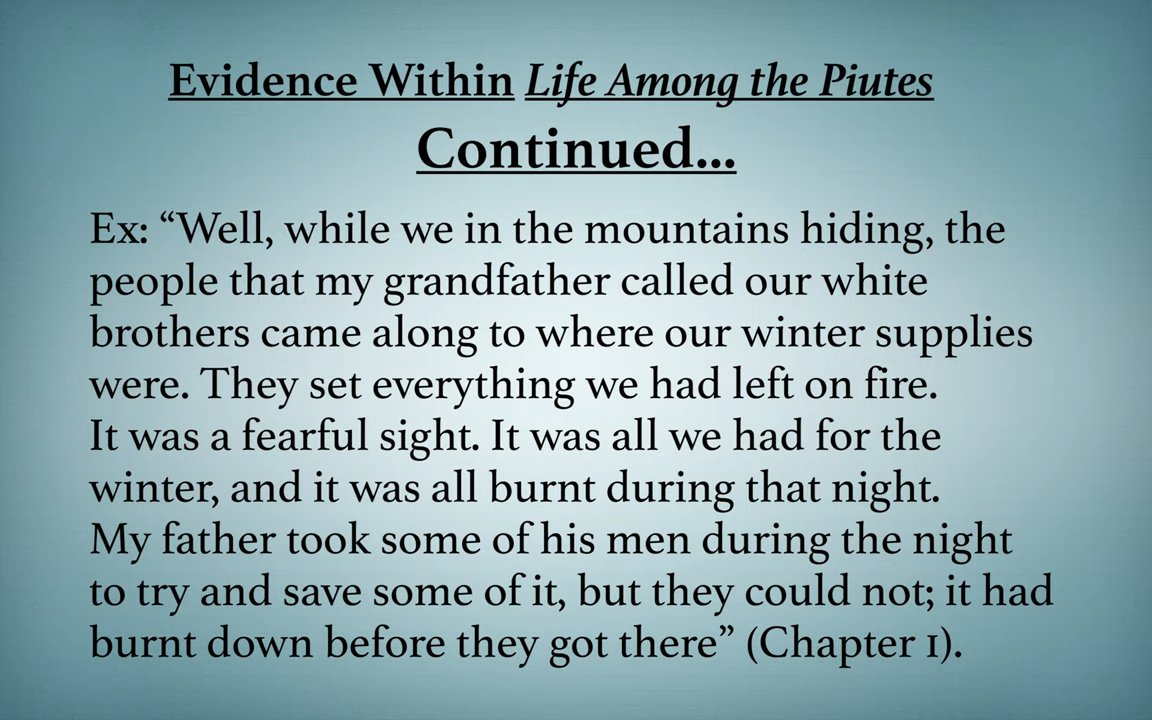 Evidence Within Life Among the Piutes
Continued...
Ex: “Well, while we in the mountains hiding, the
people that my grandfather called our white
brothers came along to where our winter supplies
were. They set everything we had left on fire.
It was a fearful sight. It was all we had for the
winter, and it was all burnt during that night.
My father took some of his men during the night
to try and save some of it, but they could not; it had
burnt down before they got there” (Chapter 1).